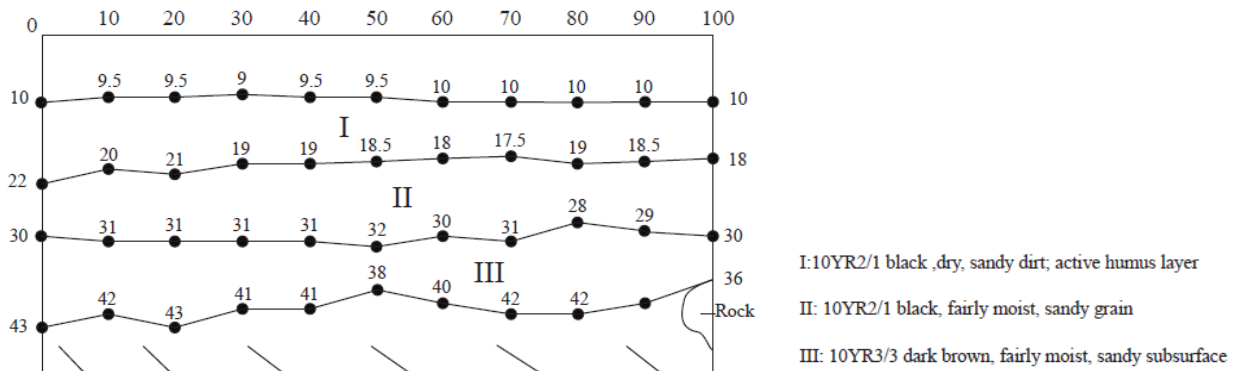 0 10 20 30 40 50 60 70 80 90 100
9.5 9.5 9 9.5 9.5 10 10 10 10
10 10
I
20 21 19 19 18.5 18 17.5 19 18.5 18
22
II
30 31 31 31 31 32 30 31 28 29 30
I:10YR2/1 black ,dry, sandy dirt; active humus layer
III
38 36
42 43 41 41 40 42 42
43
Rock
II: 10YR2/1 black, fairly moist, sandy grain
III: 10YR3/3 dark brown, fairly moist, sandy subsurface